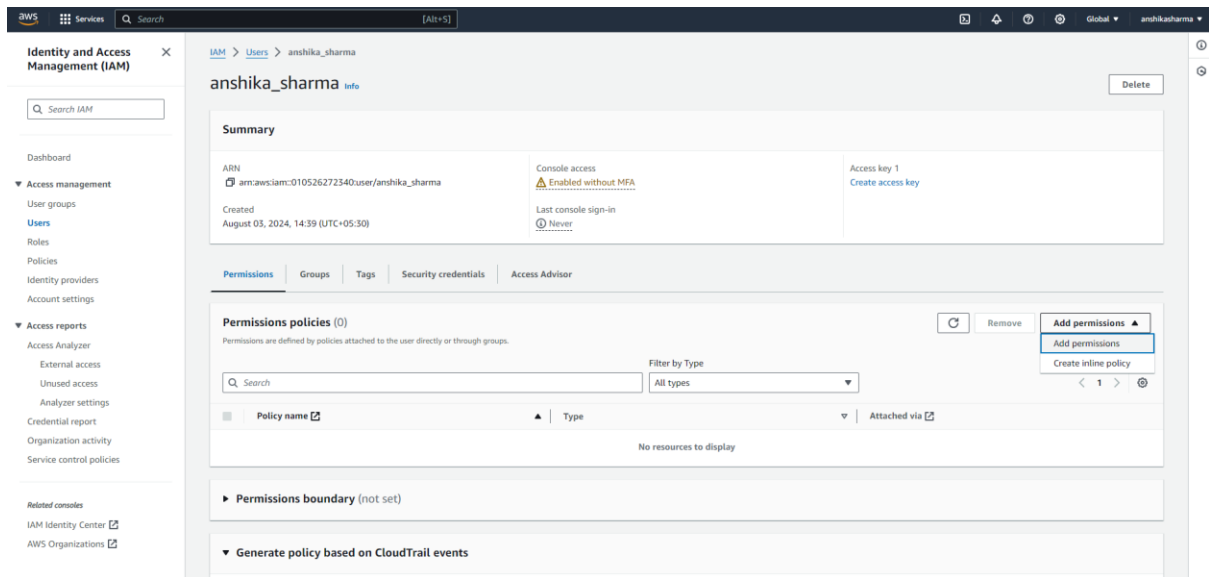 aws Services Search [Alt+S] Global anshikasharma
Identity and Access Management (IAM)
Search IAM
Dashboard
Access management
User groups
Users
Roles
Policies
Identity providers
Account settings
Access reports
Access Analyzer
External access
Unused access
Analyzer settings
Credential report
Organization activity
Service control policies
Related consoles
IAM Identity Center
AWS Organizations
IAM > Users > anshika_sharma
anshika_sharma Info
Delete
Summary
ARN
arn:aws:iam::010526272340:user/anshika_sharma
Created
August 03, 2024, 14:39 (UTC+05:30)
Console access
Enabled without MFA
Last console sign-in
Never
Access key 1
Create access key
Permissions Groups Tags Security credentials Access Advisor
Permissions policies (0)
Permissions are defined by policies attached to the user directly or through groups.
Remove
Add permissions
Add permissions
Create inline policy
Filter by Type
Search
All types
1
Policy name Type Attached via
No resources to display
Permissions boundary (not set)
Generate policy based on CloudTrail events